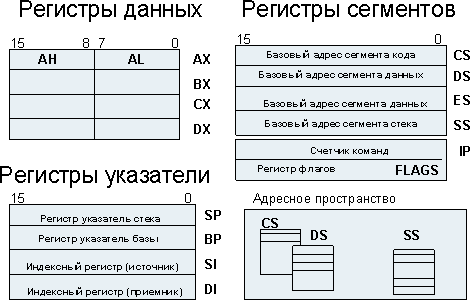 Регистры данных
15 8 7 0
AH AL AX
BX
CX
DX
Регистры указатели
15 0
Регистр указатель стека SP
Регистр указатель базы BP
Индексный регистр (источник) SI
Индексный регистр (приемник) DI
Регистры сегментов
15 0
Базовый адрес сегмента кода CS
Базовый адрес сегмента данных DS
Базовый адрес сегмента данных ES
Базовый адрес сегмента стека SS
Счетчик команд IP
Регистр флагов FLAGS
Адресное пространство
CS DS SS